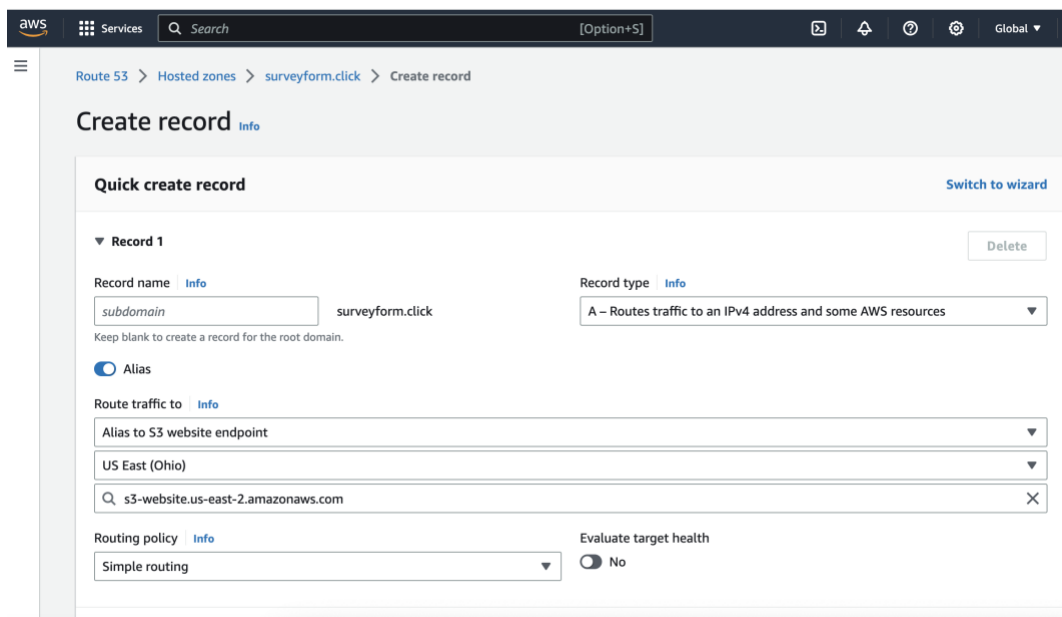 aws Services Search [Option+S] Global
Route 53 > Hosted zones > surveyform.click > Create record
Create record Info
Quick create record Switch to wizard
Record 1 Delete
Record name Info Record type Info
subdomain surveyform.click A – Routes traffic to an IPv4 address and some AWS resources
Keep blank to create a record for the root domain.
Alias
Route traffic to Info
Alias to S3 website endpoint
US East (Ohio)
s3-website.us-east-2.amazonaws.com
Routing policy Info Evaluate target health
Simple routing No